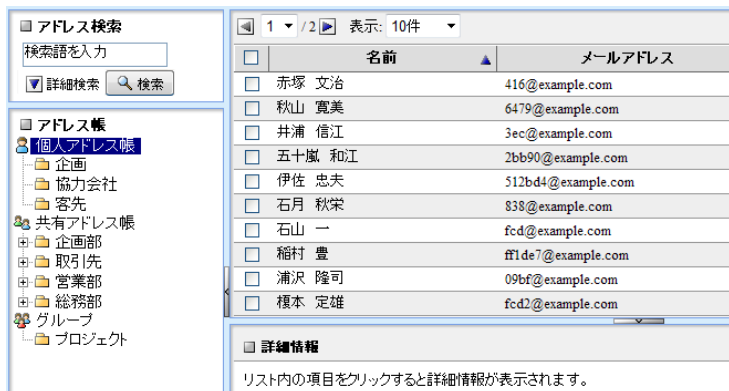 アドレス検索
検索語を入力
詳細検索 検索
アドレス帳
個人アドレス帳
企画
協力会社
客先
共有アドレス帳
企画部
取引先
営業部
総務部
グループ
プロジェクト
1 /2 表示: 10件
名前 メールアドレス
赤塚 文治 416@example.com
秋山 寛美 6479@example.com
井浦 信江 3ec@example.com
五十嵐 和江 2bb90@example.com
伊佐 忠夫 512bd4@example.com
石月 秋栄 838@example.com
石山 一 fcd@example.com
稲村 豊 ff1de7@example.com
浦沢 隆司 09bf@example.com
榎本 定雄 fcd2@example.com
詳細情報
リスト内の項目をクリックすると詳細情報が表示されます。